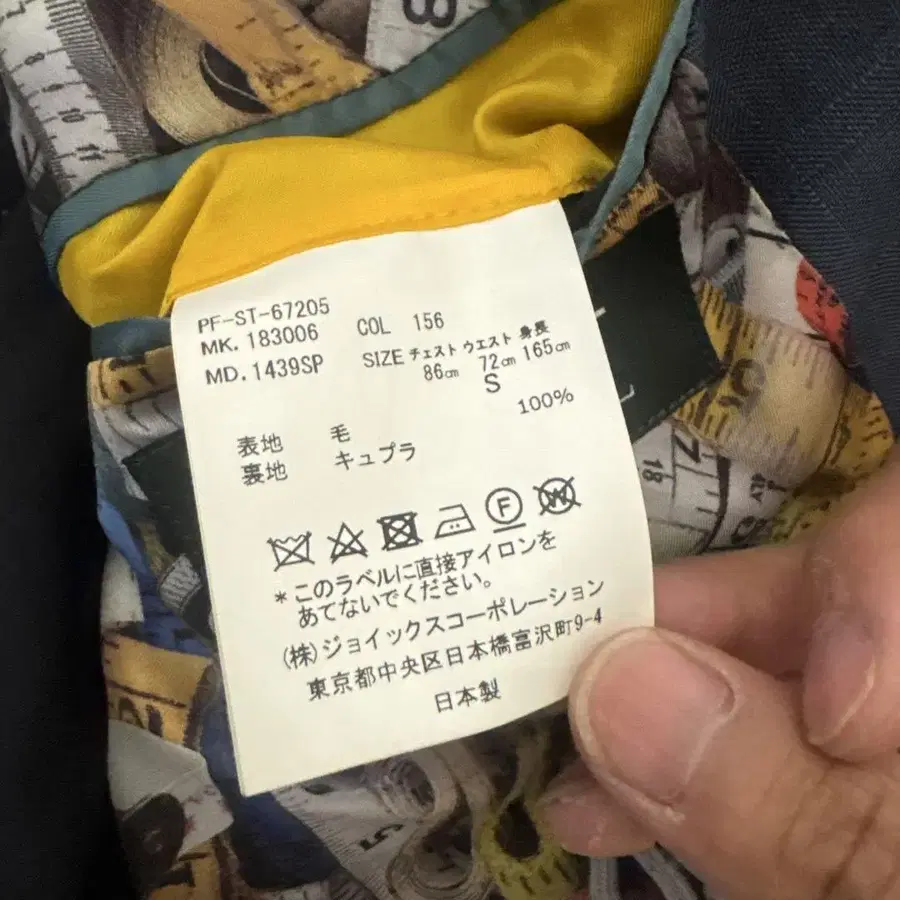 PF-ST-67205
MK. 183006 COL 156
MD. 1439SP SIZE チェスト ウエスト 身長
86㎝ 72㎝ 165㎝
S
100%
表地 毛
裏地 キュプラ
F W
*このラベルに直接アイロンを
あてないでください。
(株)ジョイックスコーポレーション
東京都中央区日本橋富沢町9-4
日本製
8
11
18
5